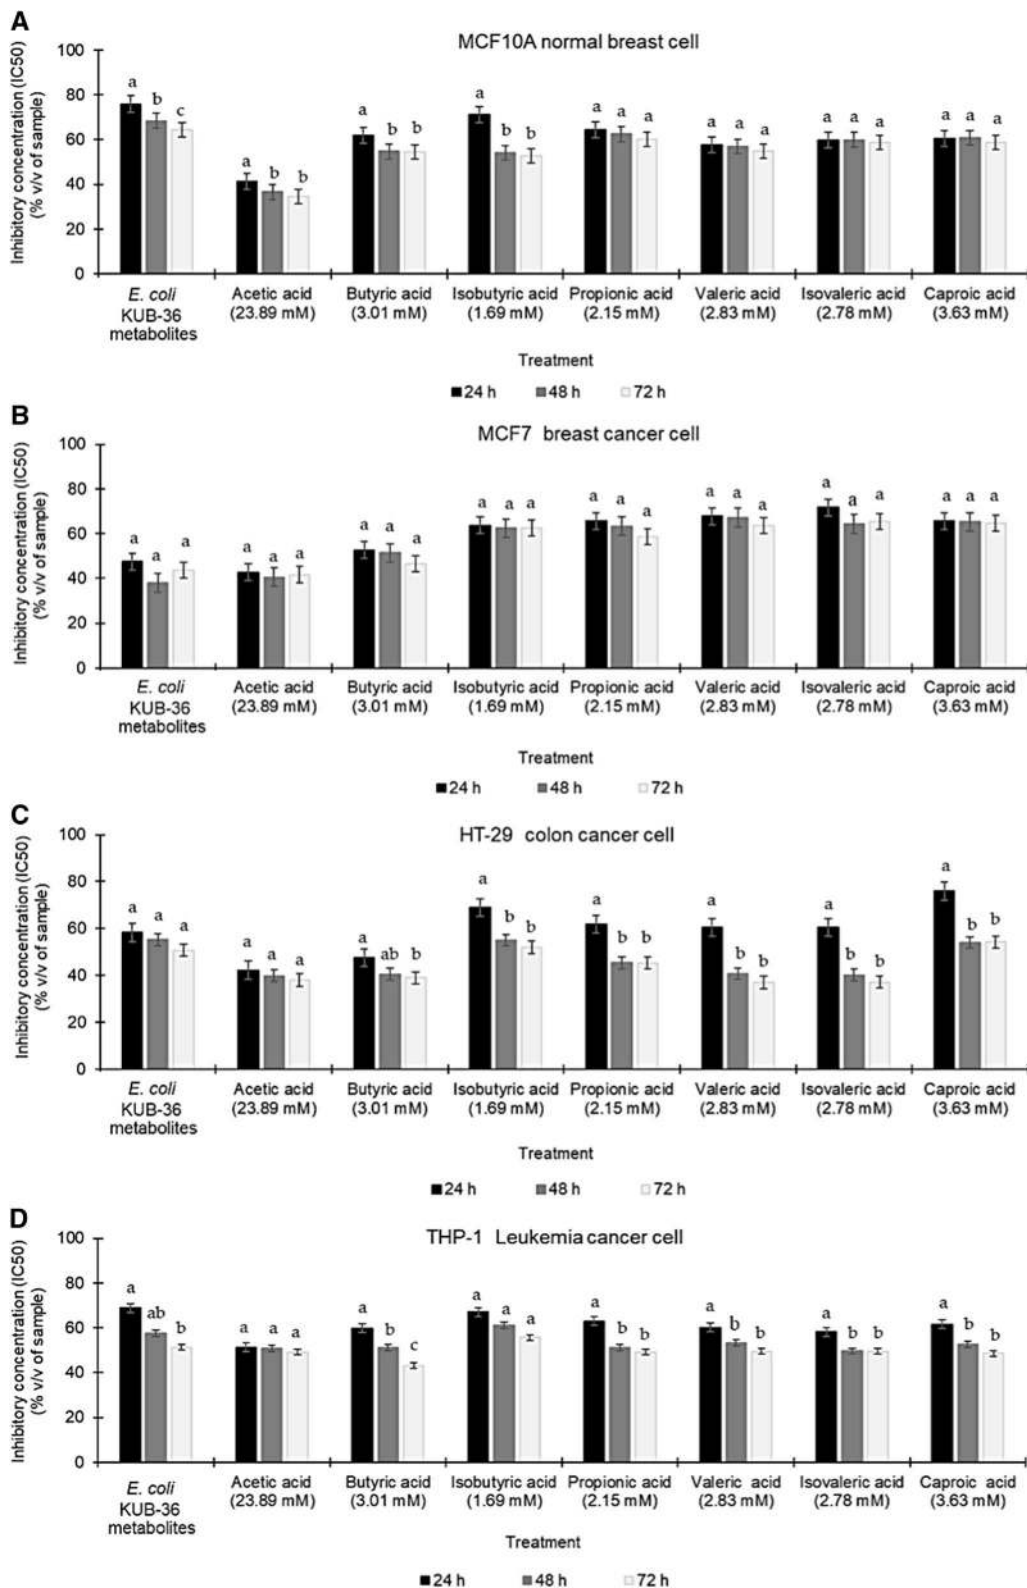 A
MCF10A normal breast cell
Inhibitory concentration (IC50)
(% v/v of sample)
100
80
60
40
20
0
a b c
a b b
a b b
a b b
a a a
a a a
a a a
a a a
E. coli
KUB-36
metabolites
Acetic acid
(23.89 mM)
Butyric acid
(3.01 mM)
Isobutyric acid
(1.69 mM)
Propionic acid
(2.15 mM)
Valeric acid
(2.83 mM)
Isovaleric acid
(2.78 mM)
Caproic acid
(3.63 mM)
Treatment
24 h 48 h 72 h
B
MCF7 breast cancer cell
Inhibitory concentration (IC50)
(% v/v of sample)
100
80
60
40
20
0
a a a
a a a
a a a
a a a
a a a
a a a
a a a
a a a
E. coli
KUB-36
metabolites
Acetic acid
(23.89 mM)
Butyric acid
(3.01 mM)
Isobutyric acid
(1.69 mM)
Propionic acid
(2.15 mM)
Valeric acid
(2.83 mM)
Isovaleric acid
(2.78 mM)
Caproic acid
(3.63 mM)
Treatment
24 h 48 h 72 h
C
HT-29 colon cancer cell
Inhibitory concentration (IC50)
(% v/v of sample)
100
80
60
40
20
0
a a a
a a a
a ab b
a b b
a b b
a b b
a b b
a b b
E. coli
KUB-36
metabolites
Acetic acid
(23.89 mM)
Butyric acid
(3.01 mM)
Isobutyric acid
(1.69 mM)
Propionic acid
(2.15 mM)
Valeric acid
(2.83 mM)
Isovaleric acid
(2.78 mM)
Caproic acid
(3.63 mM)
Treatment
24 h 48 h 72 h
D
THP-1 Leukemia cancer cell
Inhibitory concentration (IC50)
(% v/v of sample)
100
80
60
40
20
0
a ab b
a a a
a b c
a a a
a b b
a b b
a b b
a b b
E. coli
KUB-36
metabolites
Acetic acid
(23.89 mM)
Butyric acid
(3.01 mM)
Isobutyric acid
(1.69 mM)
Propionic acid
(2.15 mM)
Valeric acid
(2.83 mM)
Isovaleric acid
(2.78 mM)
Caproic acid
(3.63 mM)
Treatment
24 h 48 h 72 h